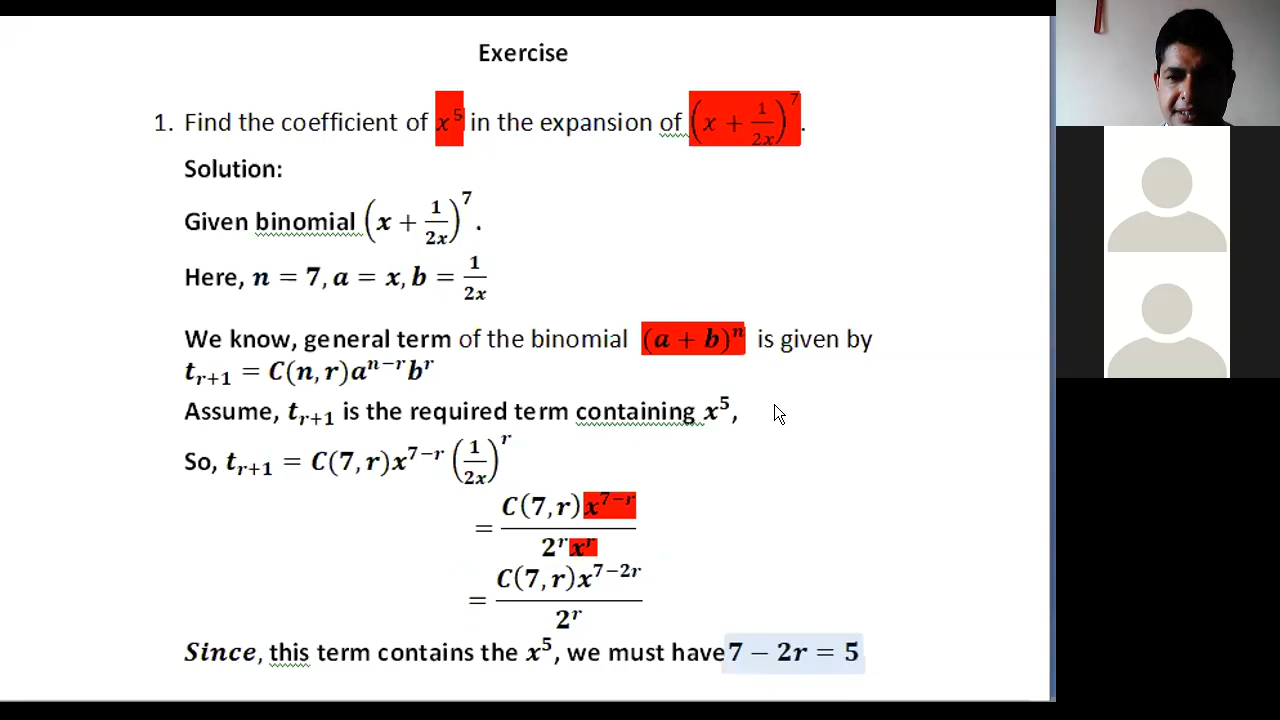 Exercise
1. Find the coefficient of x⁵ in the expansion of (x + 1/2x)⁷.
Solution:
Given binomial (x + 1/2x)⁷.
Here, n = 7, a = x, b = 1/2x
We know, general term of the binomial (a + b)ⁿ is given by
tᵣ₊₁ = C(n, r)aⁿ⁻ʳbʳ
Assume, tᵣ₊₁ is the required term containing x⁵,
So, tᵣ₊₁ = C(7, r)x⁷⁻ʳ (1/2x)ʳ
= C(7, r)x⁷⁻ʳ / 2ʳxʳ
= C(7, r)x⁷⁻²ʳ / 2ʳ
Since, this term contains the x⁵, we must have 7 − 2r = 5